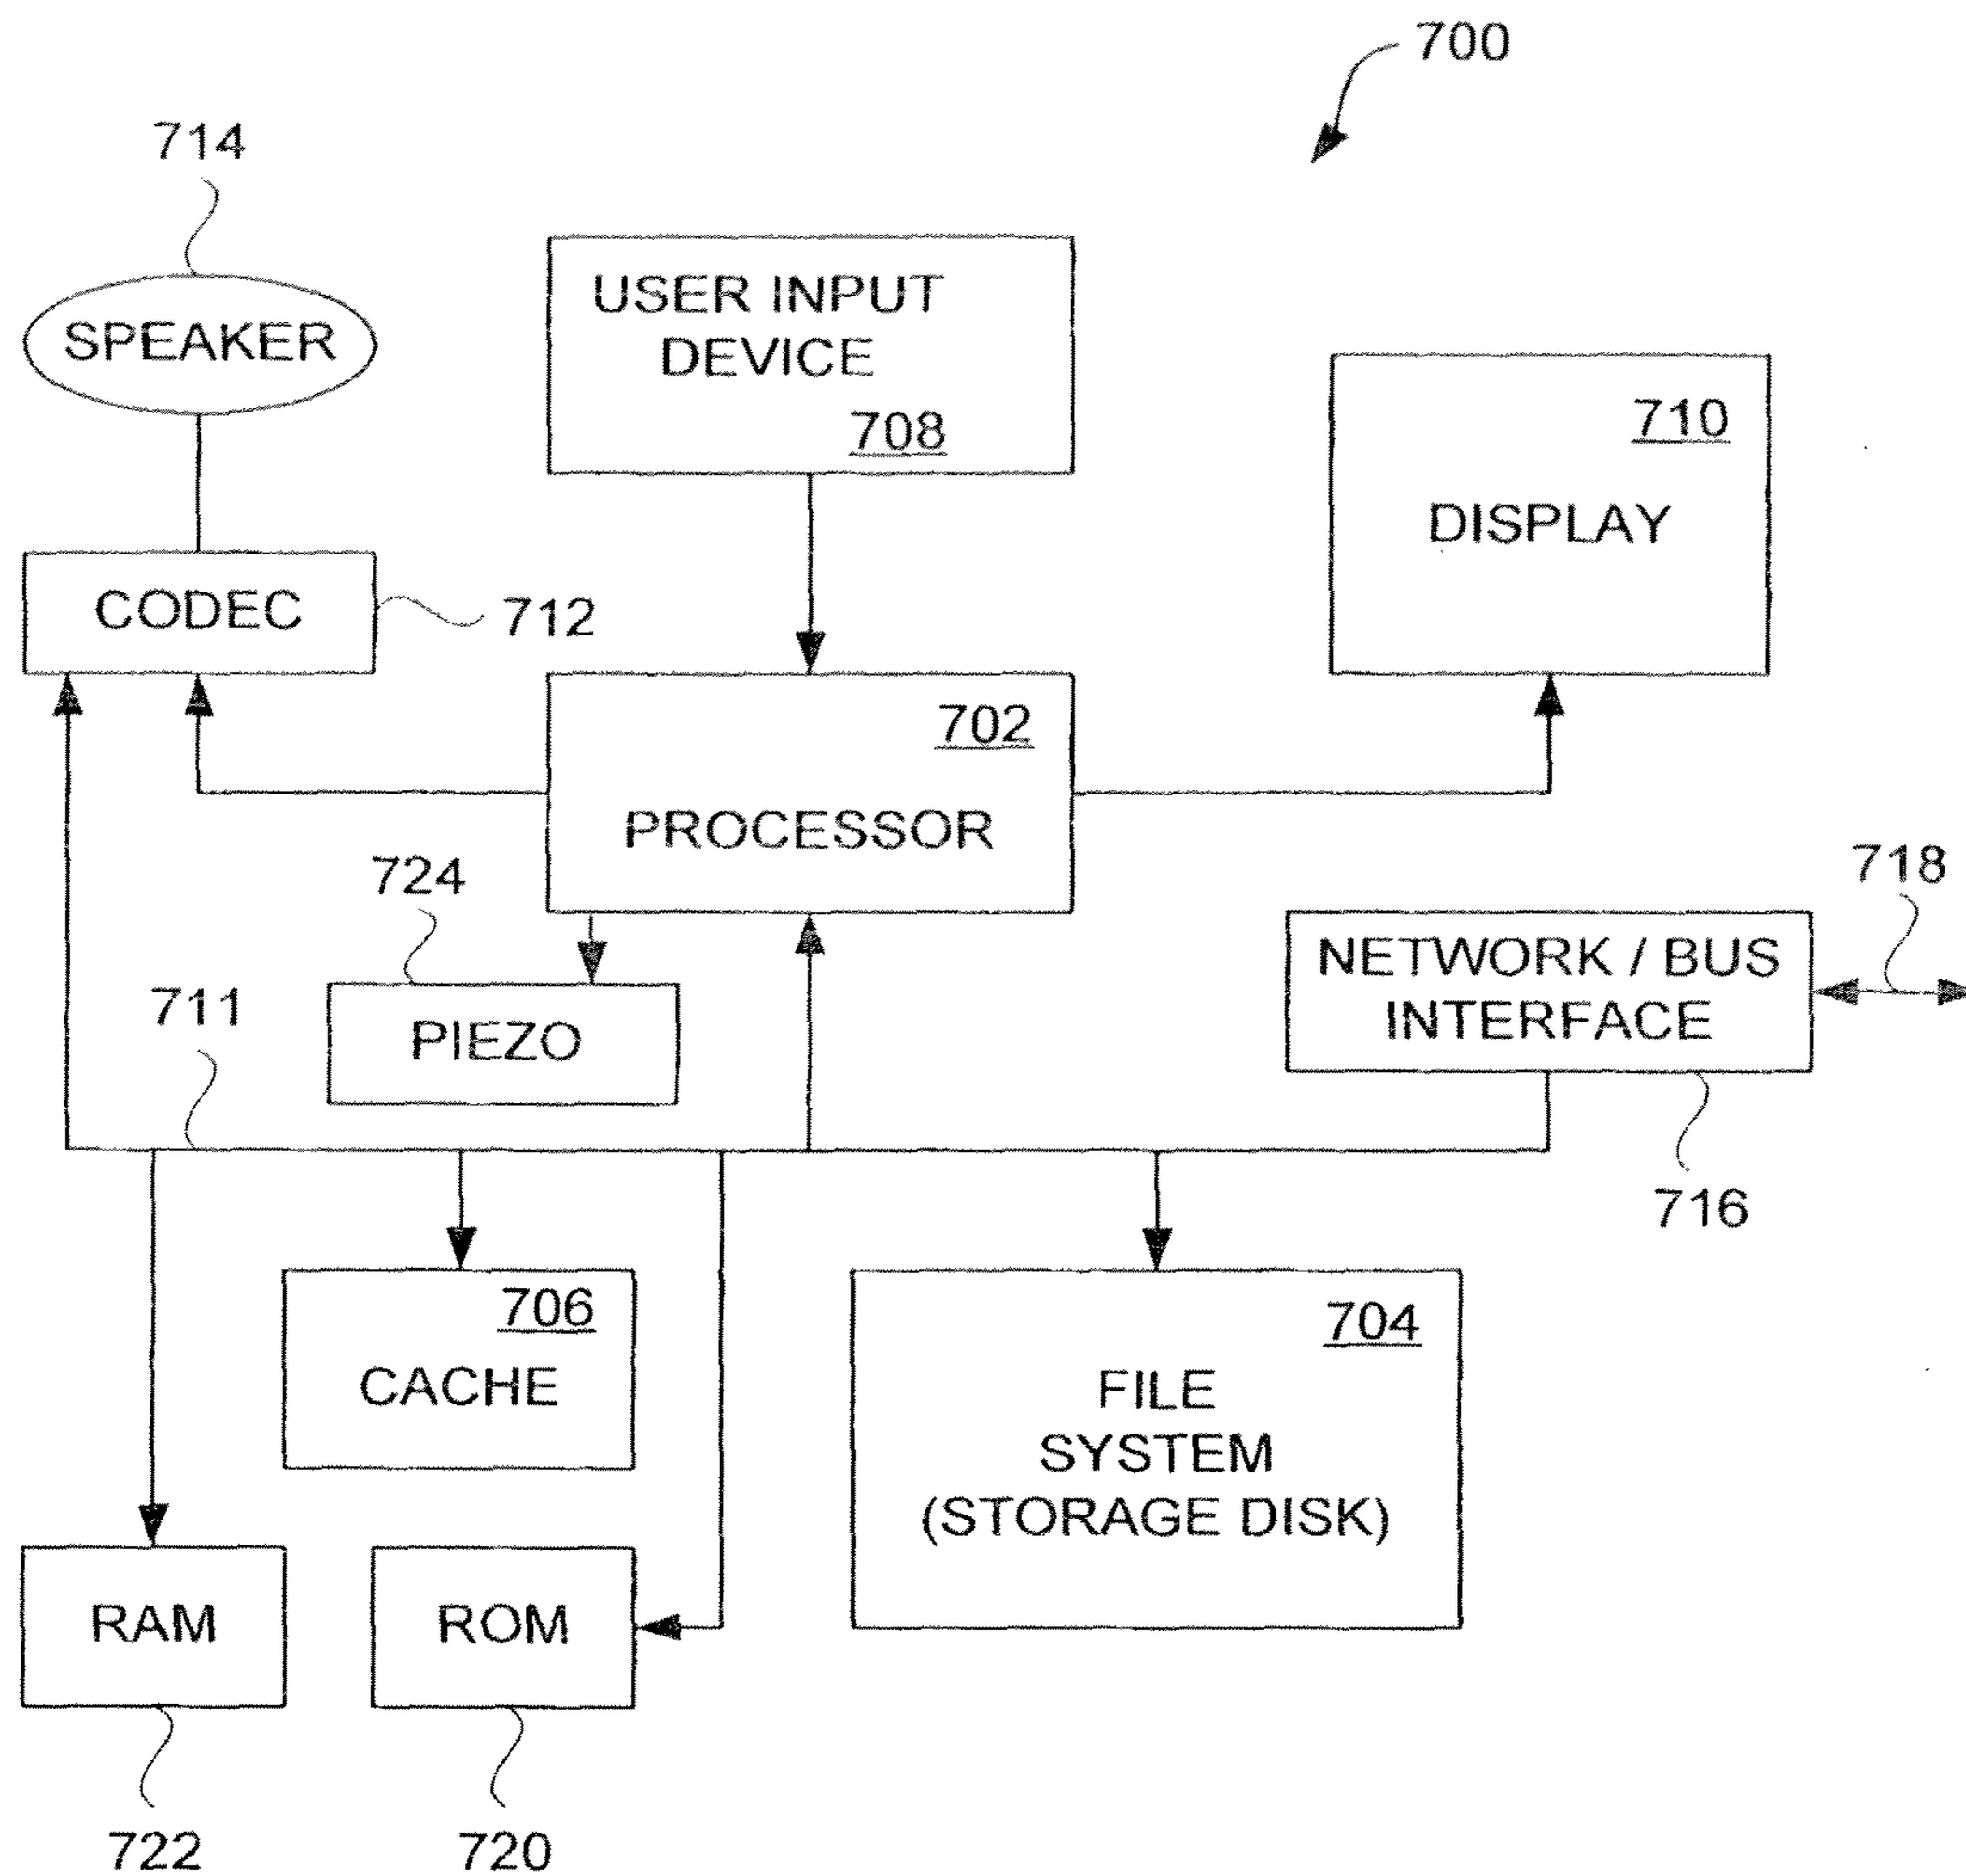 700
714
SPEAKER
USER INPUT
DEVICE
708
710
DISPLAY
CODEC
712
702
PROCESSOR
724
PIEZO
711
718
NETWORK / BUS
INTERFACE
716
706
CACHE
704
FILE
SYSTEM
(STORAGE DISK)
RAM
ROM
722
720